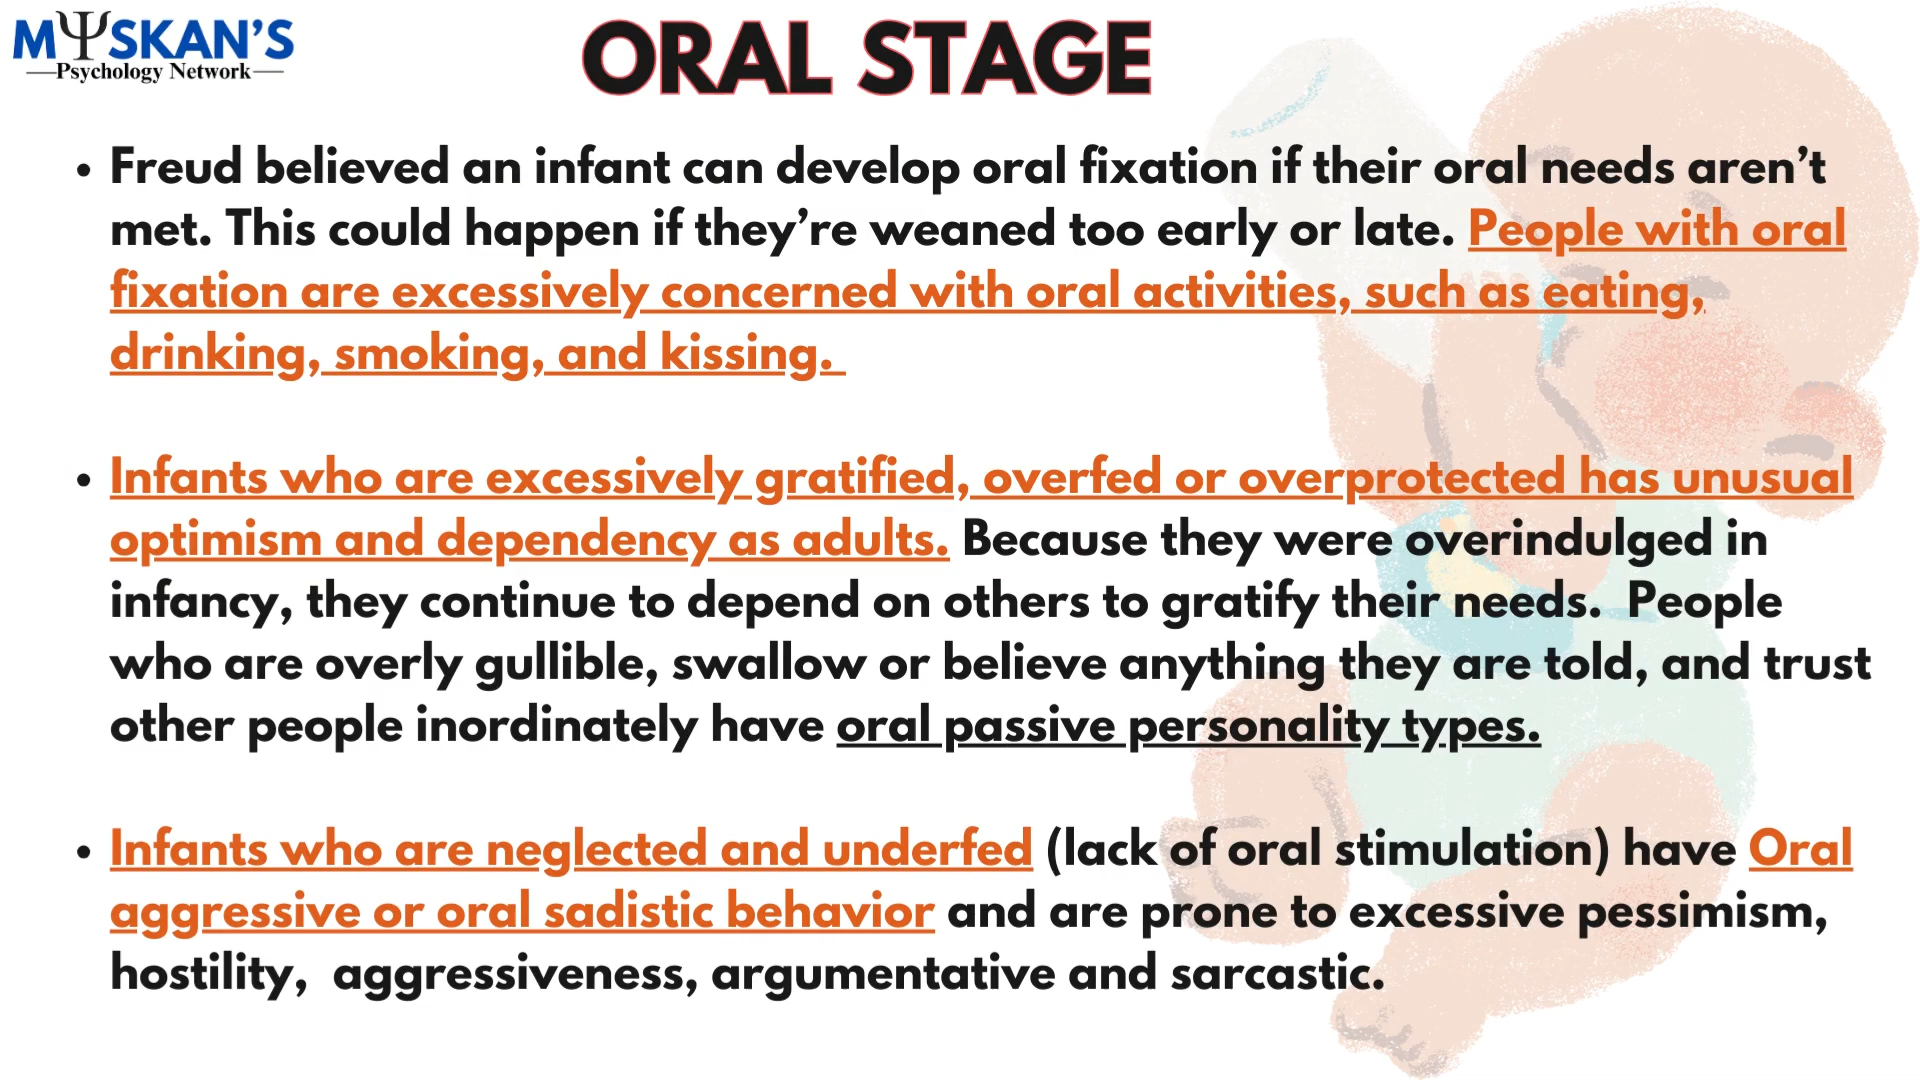 MΨSKAN'S
Psychology Network
ORAL STAGE
• Freud believed an infant can develop oral fixation if their oral needs aren't
met. This could happen if they're weaned too early or late. People with oral
fixation are excessively concerned with oral activities, such as eating,
drinking, smoking, and kissing.
• Infants who are excessively gratified, overfed or overprotected has unusual
optimism and dependency as adults. Because they were overindulged in
infancy, they continue to depend on others to gratify their needs.  People
who are overly gullible, swallow or believe anything they are told, and trust
other people inordinately have oral passive personality types.
• Infants who are neglected and underfed (lack of oral stimulation) have Oral
aggressive or oral sadistic behavior and are prone to excessive pessimism,
hostility,  aggressiveness, argumentative and sarcastic.